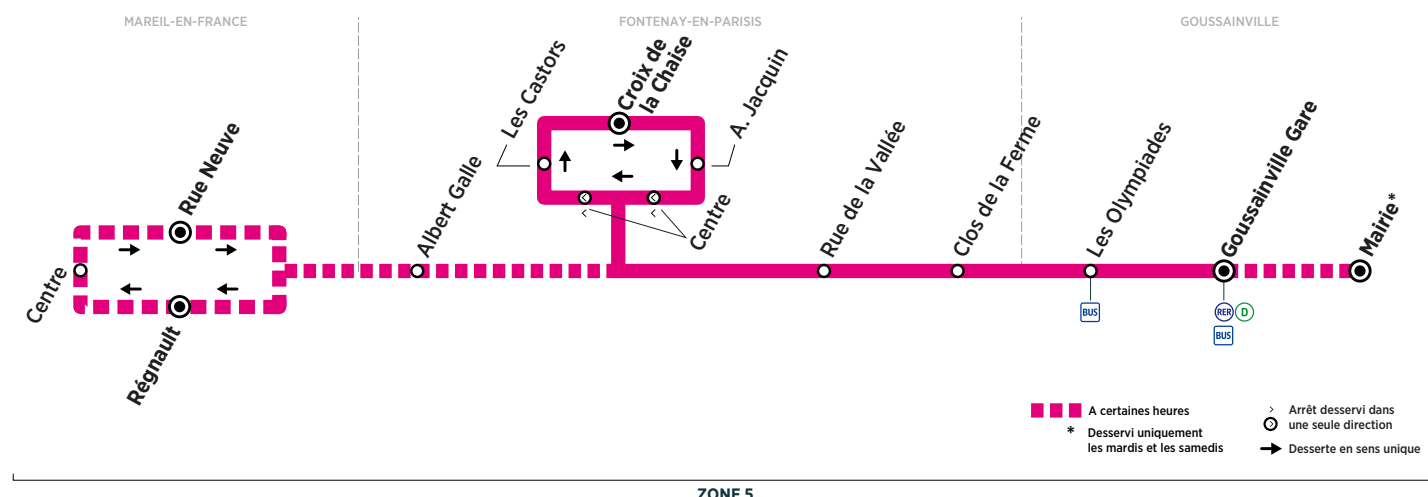 MAREIL-EN-FRANCE
FONTENAY-EN-PARISIS
GOUSSAINVILLE
Centre
Rue Neuve
Régnault
Albert Galle
Les Castors
Croix de
la Chaise
A. Jacquin
Centre
Rue de la Vallée
Clos de la Ferme
Les Olympiades
BUS
Goussainville Gare
RER D
BUS
Mairie*
A certaines heures
* Desservi uniquement
les mardis et les samedis
Arrêt desservi dans
une seule direction
Desserte en sens unique
ZONE 5